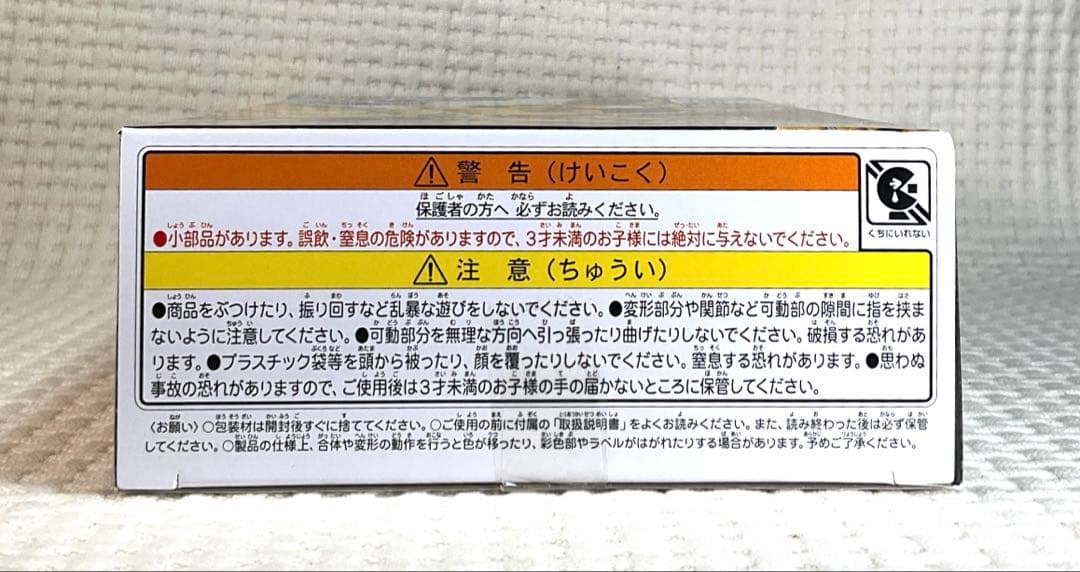 ⚠警 告(けいこく)
保護者の方へ 必ずお読みください。
●小部品があります。誤飲・窒息の危険がありますので、3才未満のお子様には絶対に与えないでください。
くちにいれない
⚠注 意(ちゅうい)
●商品をぶつけたり、振り回すなど乱暴な遊びをしないでください。●変形部分や関節など可動部の隙間に指を挟ま
ないように注意してください。●可動部分を無理な方向へ引っ張ったり曲げたりしないでください。破損する恐れがあ
ります。●プラスチック袋等を頭から被ったり、顔を覆ったりしないでください。窒息する恐れがあります。●思わぬ
事故の恐れがありますので、ご使用後は3才未満のお子様の手の届かないところに保管してください。
〈お願い〉○包装材は開封後すぐに捨ててください。○ご使用の前に付属の「取扱説明書」をよくお読みください。また、読み終わった後は必ず保管
してください。○製品の仕様上、合体や変形の動作を行うと色が移ったり、彩色部やラベルがはがれたりする場合があります。予めご了承ください。